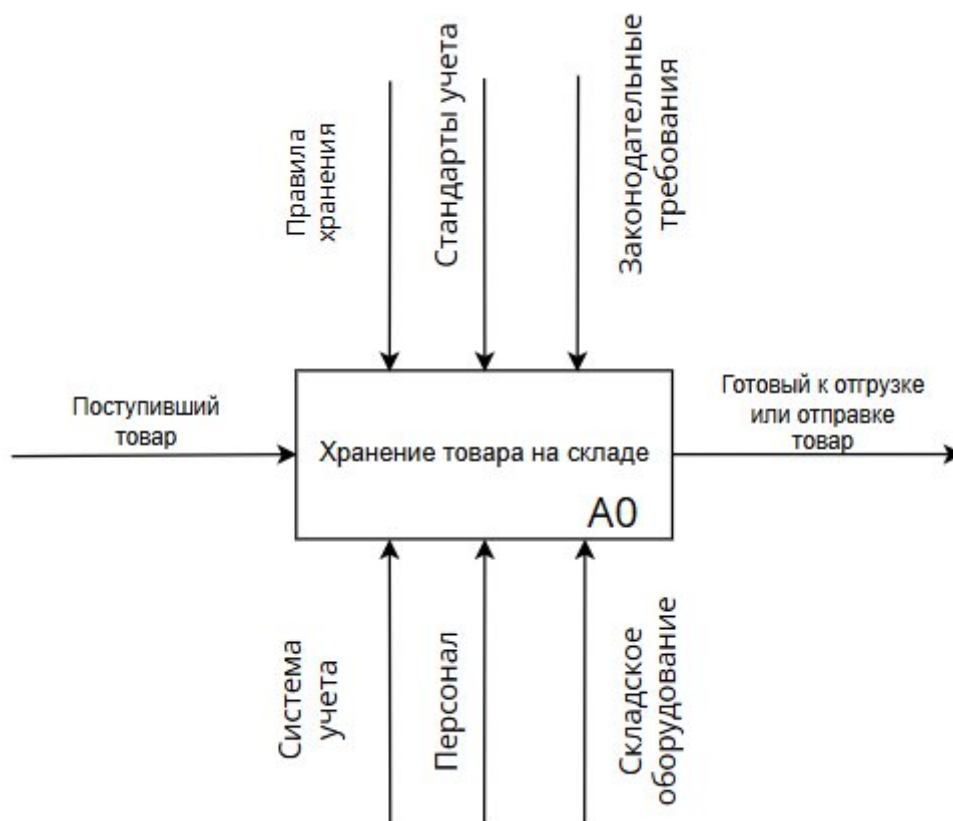 Правила
хранения
Стандарты учета
Законодательные
требования
Поступивший
товар
Хранение товара на складе
A0
Готовый к отгрузке
или отправке
товар
Система
учета
Персонал
Складское
оборудование